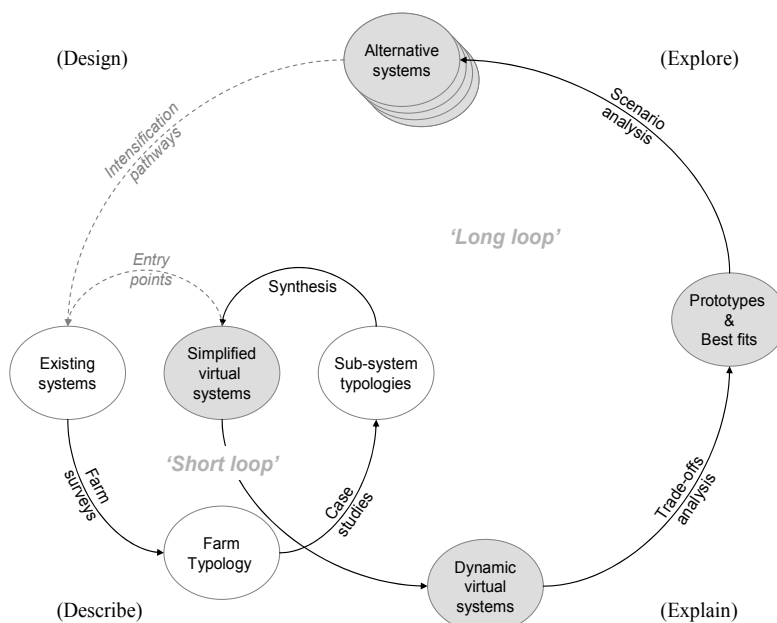 (Design)
Alternative
systems
(Explore)
Scenario
analysis
Intensification
pathways
‘Long loop’
Entry
points
Synthesis
Prototypes
&
Best fits
Existing
systems
Simplified
virtual
systems
Sub-system
typologies
‘Short loop’
Farm
surveys
Case
studies
Trade-offs
analysis
Farm
Typology
Dynamic
virtual
systems
(Describe)
(Explain)